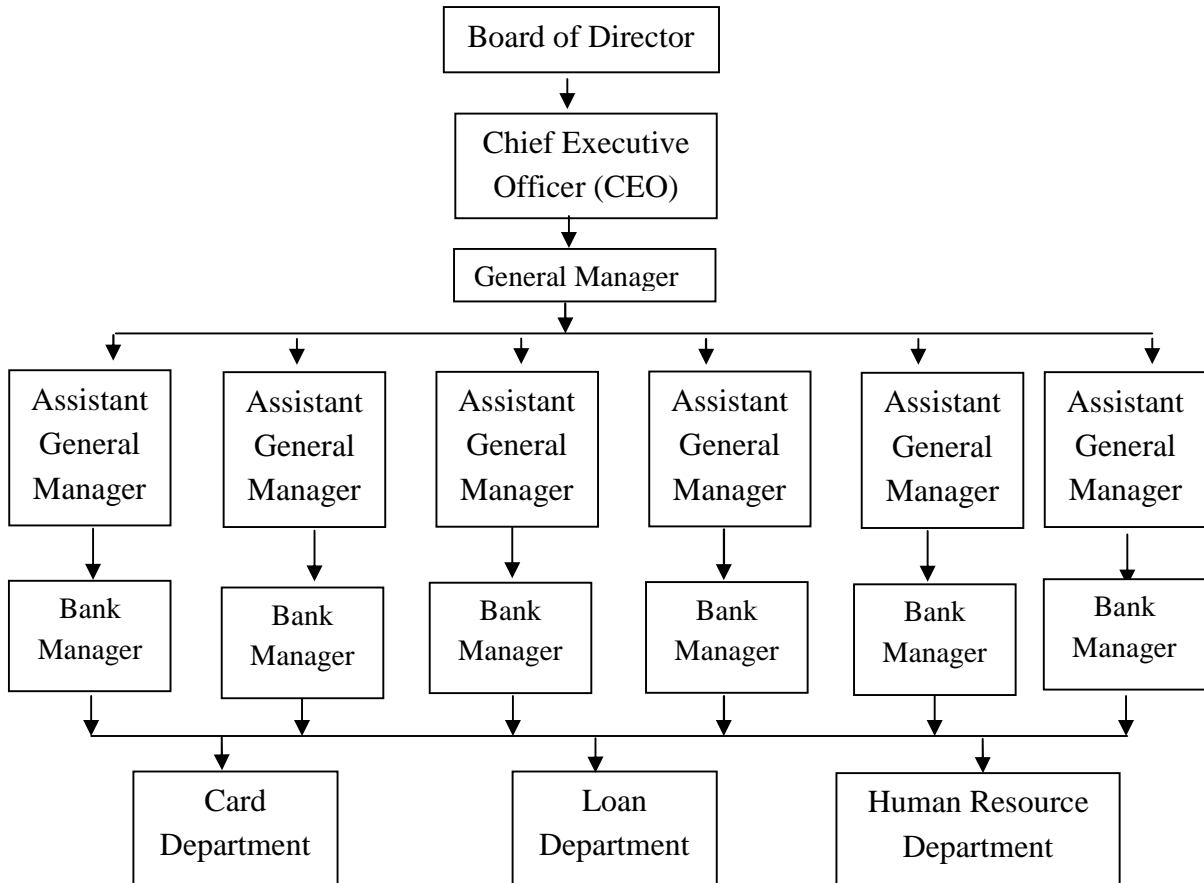 Board of Director
Chief Executive
Officer (CEO)
General Manager
Assistant
General
Manager
Assistant
General
Manager
Assistant
General
Manager
Assistant
General
Manager
Assistant
General
Manager
Assistant
General
Manager
Bank
Manager
Bank
Manager
Bank
Manager
Bank
Manager
Bank
Manager
Bank
Manager
Card
Department
Loan
Department
Human Resource
Department